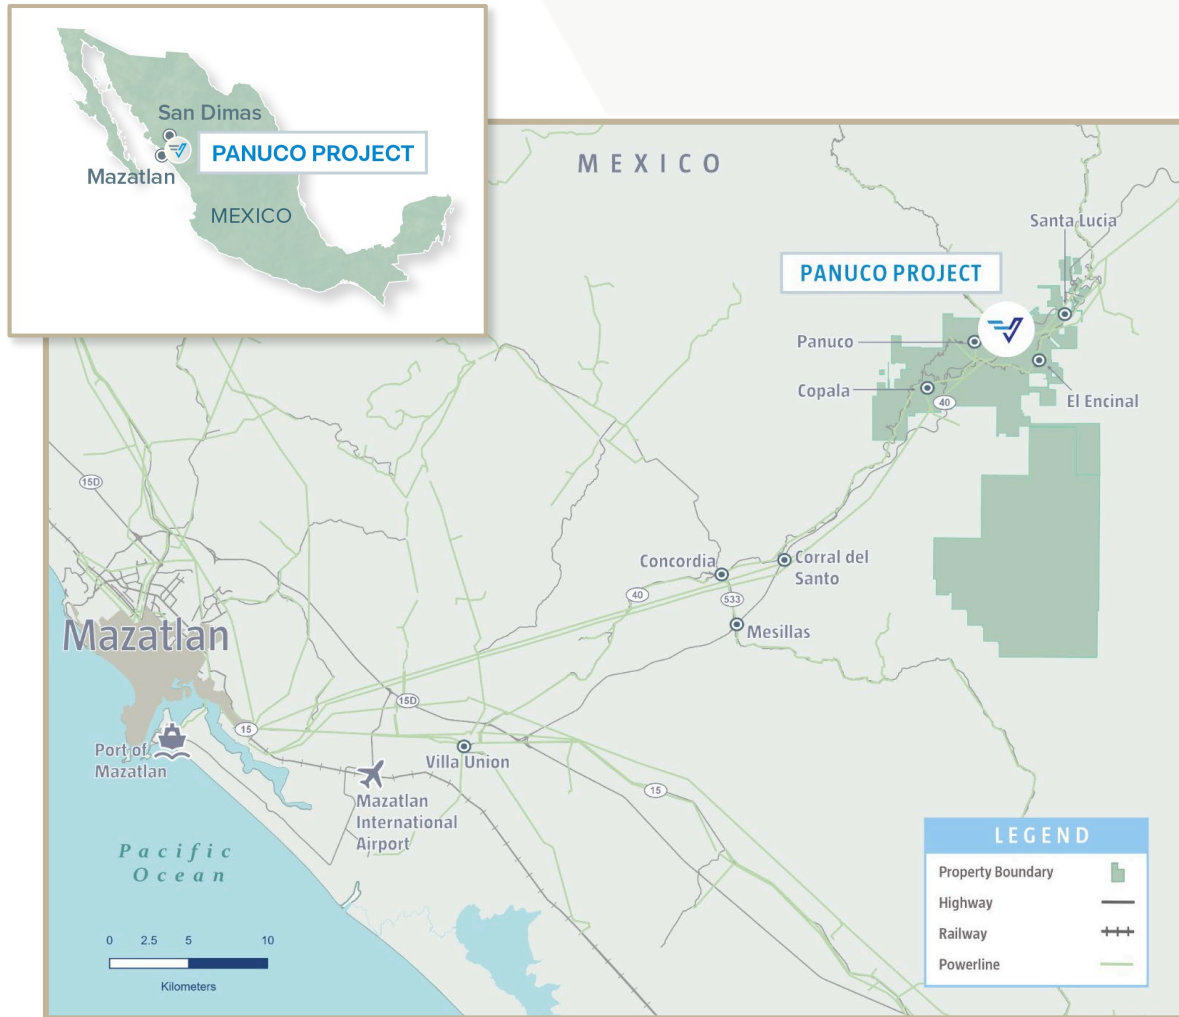 San Dimas
PANUCO PROJECT
Mazatlan
MEXICO
MEXICO
Santa Lucia
PANUCO PROJECT
Panuco
Copala
40
El Encinal
15D
Concordia
Corral del
Santo
40
533
Mazatlan
Mesillas
15D
15
Port of
Mazatlan
Villa Union
15
Mazatlan
International
Airport
Pacific
Ocean
0 2.5 5 10
Kilometers
LEGEND
Property Boundary
Highway
Railway
Powerline